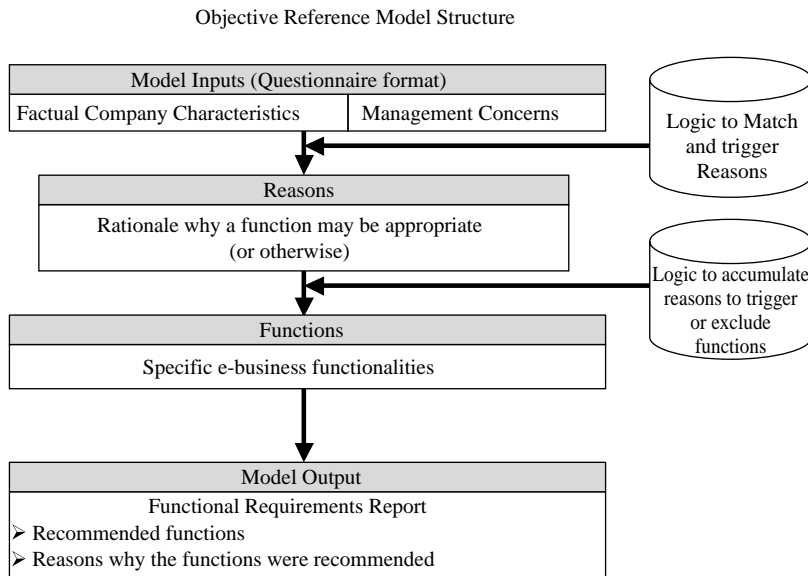 Objective Reference Model Structure
Model Inputs (Questionnaire format)
Factual Company Characteristics
Management Concerns
Logic to Match
and trigger
Reasons
Reasons
Rationale why a function may be appropriate
(or otherwise)
Logic to accumulate
reasons to trigger
or exclude
functions
Functions
Specific e-business functionalities
Model Output
Functional Requirements Report
➢ Recommended functions
➢ Reasons why the functions were recommended